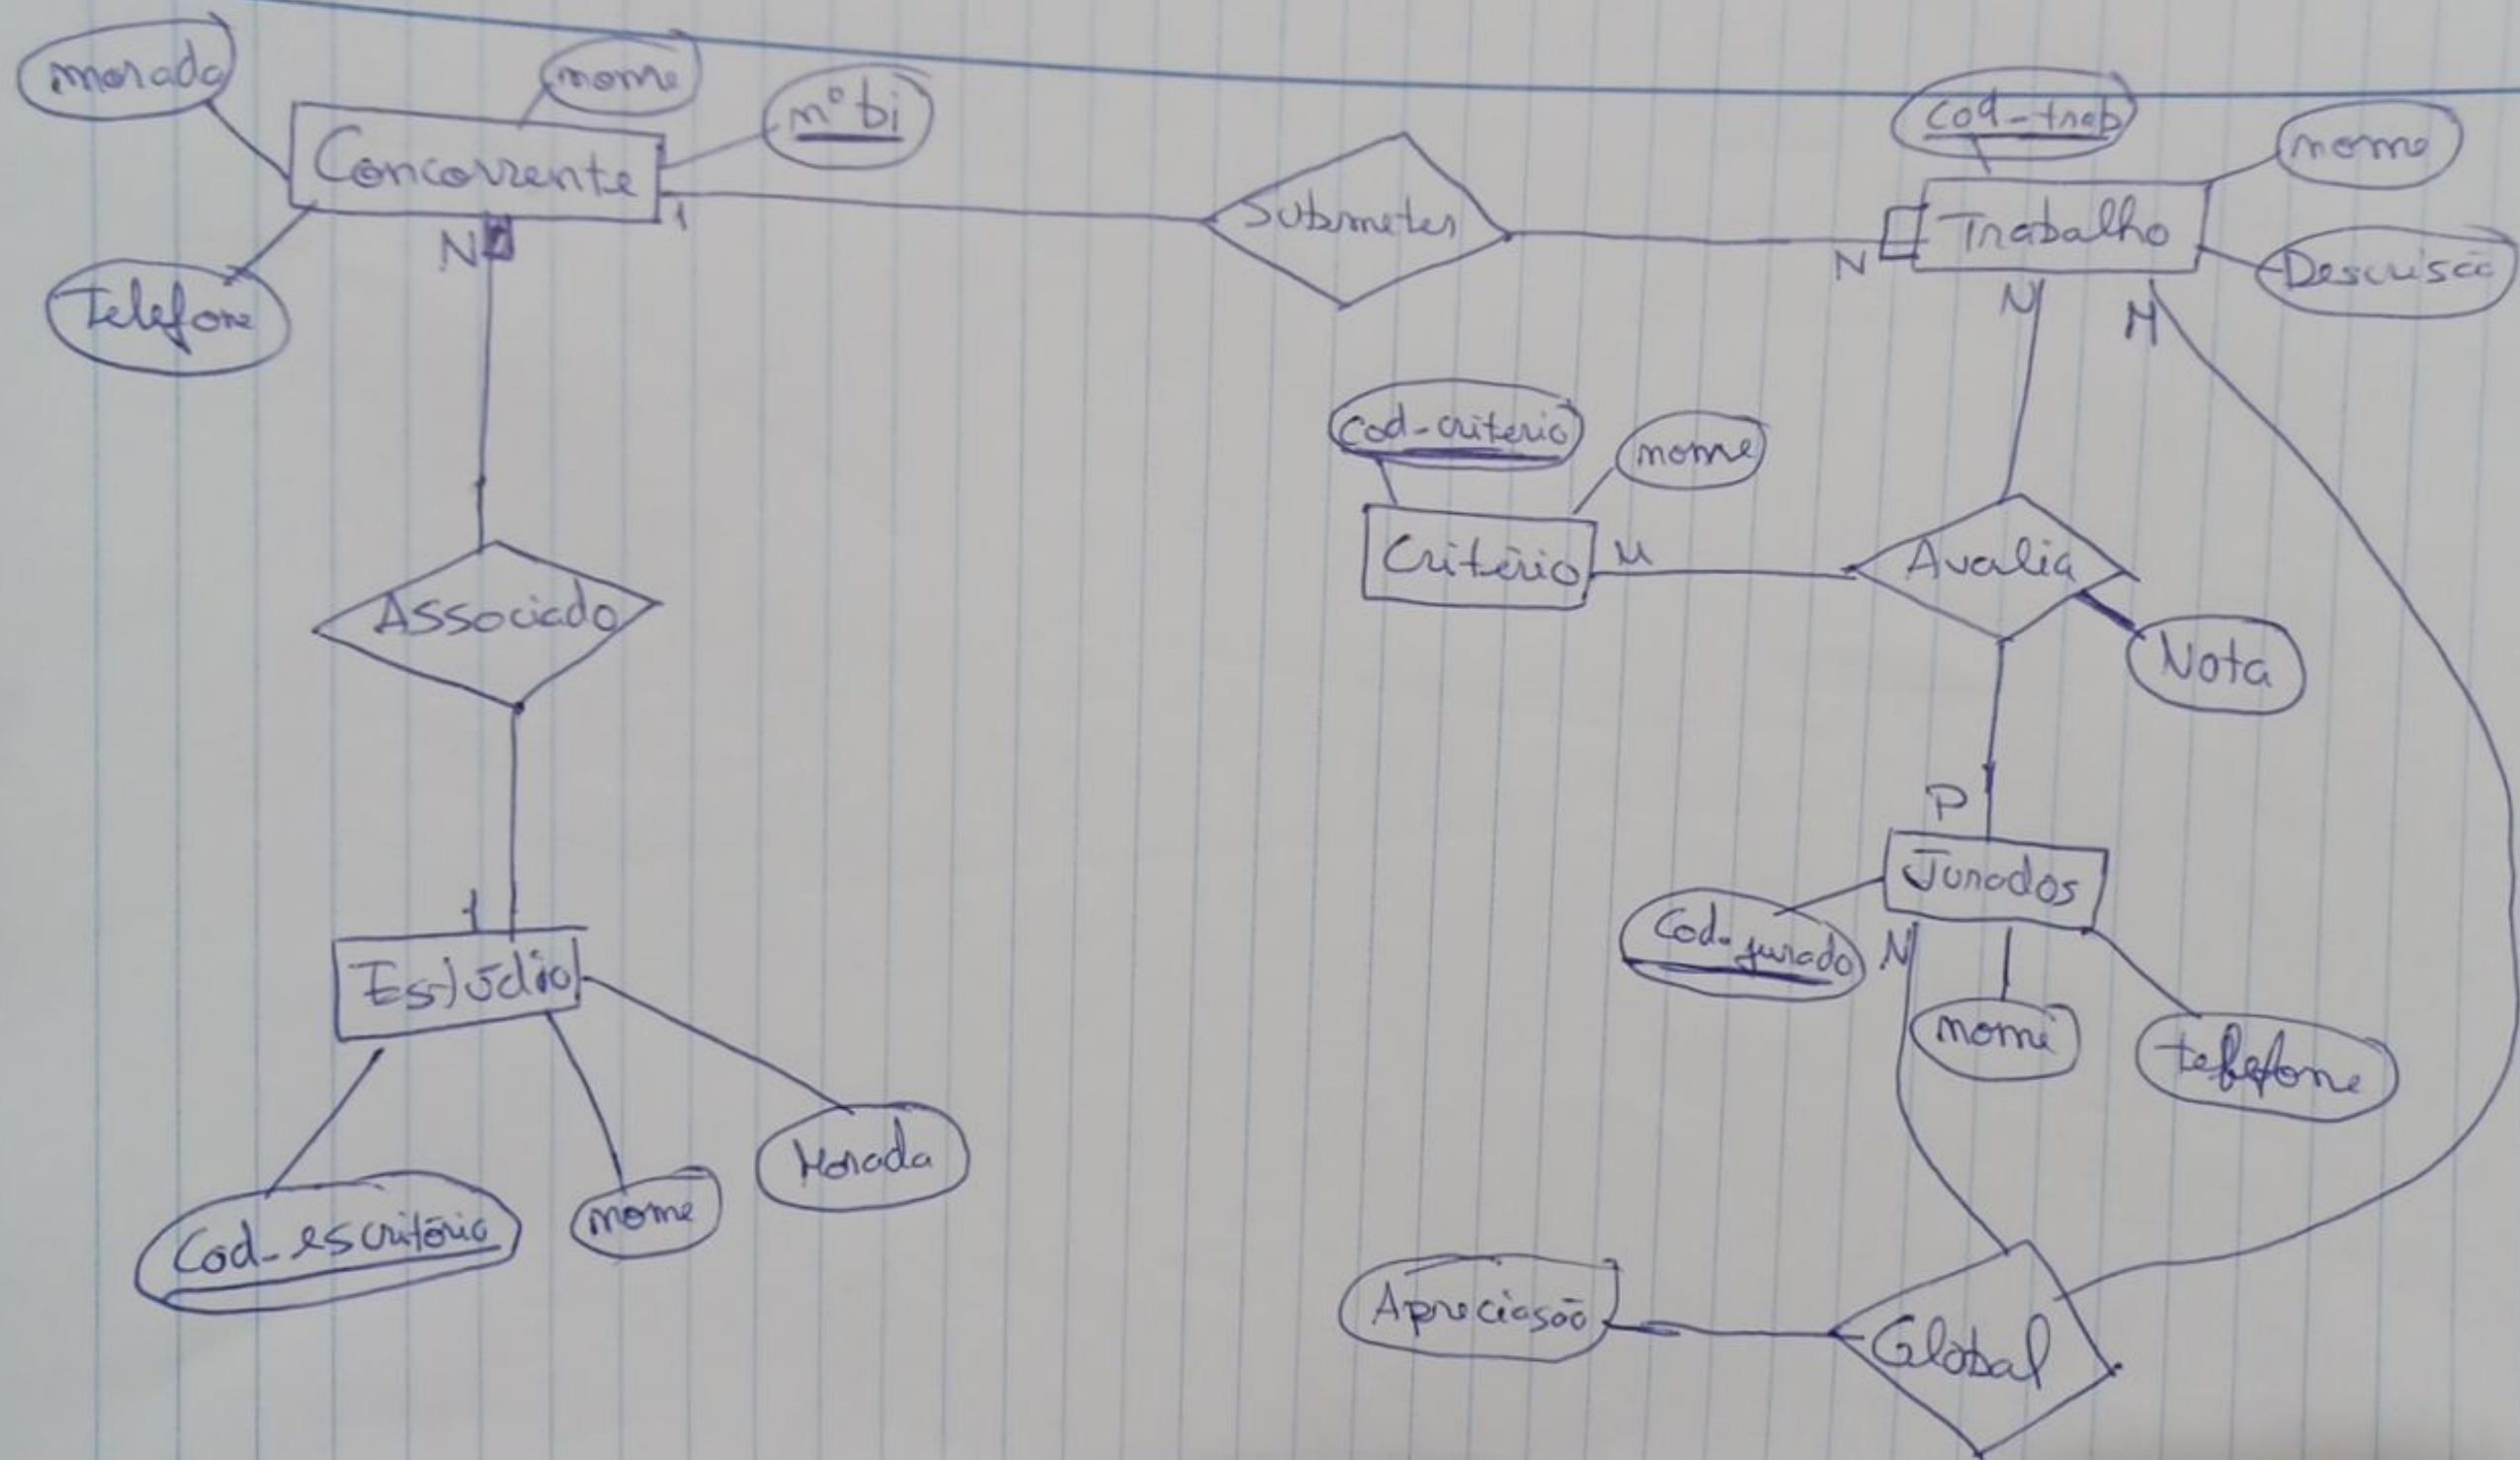 morada
nome
nº bi
Concorrente
1
N
Telefone
Submeter
cod-trab
nome
Trabalho
Descrisão
N
N
M
cod-criterio
nome
Critério
M
Avalia
Nota
Associado
P
Jurados
Cod-jurado
N
nome
telefone
1
Estúdio
Cod-escritório
nome
Morada
Apreciasão
Global